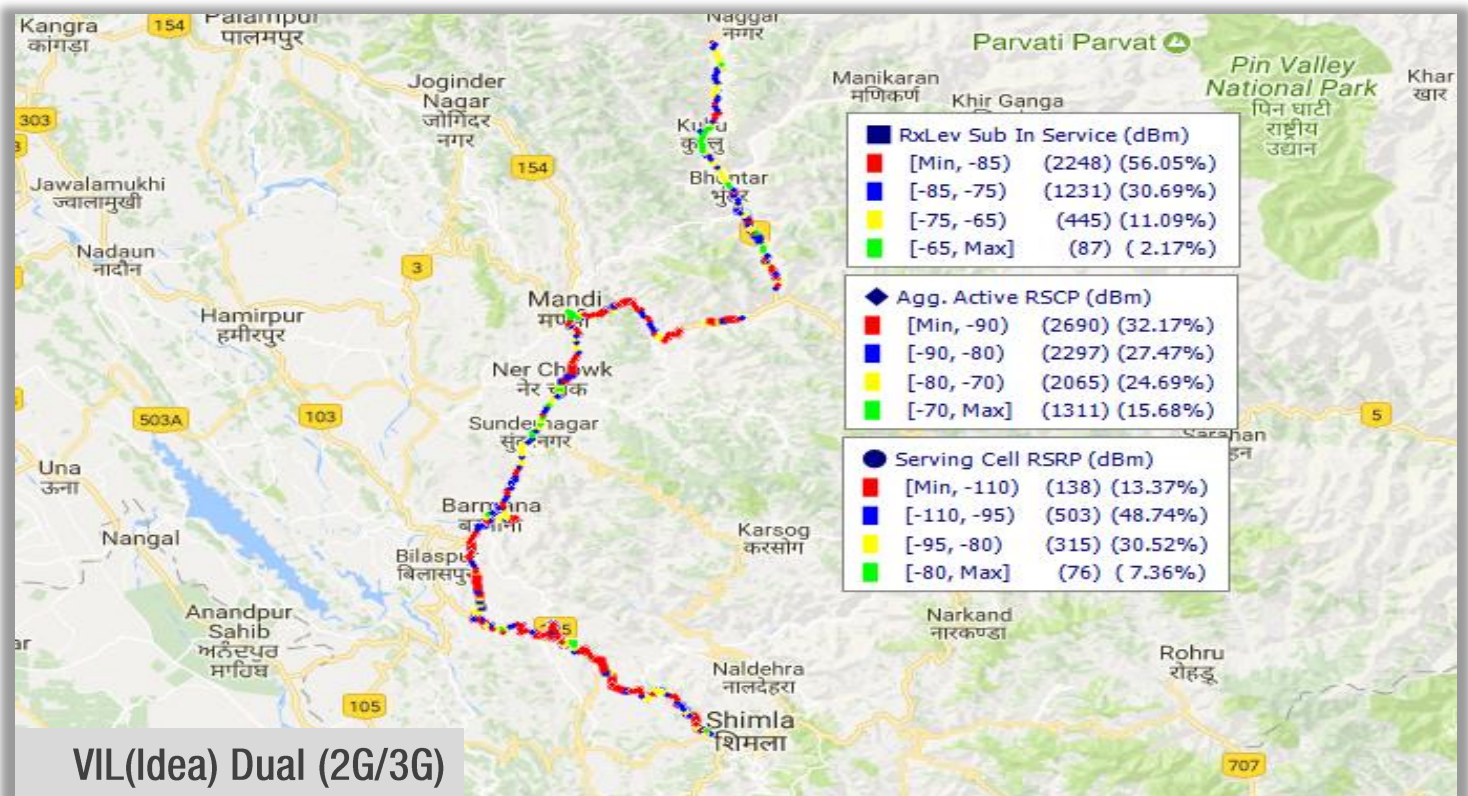 Kangra
कांगड़ा
154
Palampur
पालमपुर
Naggar
नग्गर
Parvati Parvat
Pin Valley
National Park
पिन घाटी
राष्ट्रीय
उद्यान
Khar
खार
Manikaran
मणिकर्ण
Khir Ganga
Joginder
Nagar
जोगिंदर
नगर
303
154
Jawalamukhi
ज्वालामुखी
Nadaun
नादौन
3
Hamirpur
हमीरपुर
Mandi
Ner Chowk
503A
103
Una
ऊना
Nangal
Bilaspur
बिलासपुर
Karsog
करसोग
5
Anandpur
Sahib
ਅਨੰਦਪੁਰ
ਸਾਹਿਬ
105
Narkand
नारकण्डा
Rohru
रोहड़ू
Naldehra
नालदेहरा
Shimla
शिमला
707
RxLev Sub In Service (dBm)
[Min, -85) (2248) (56.05%)
[-85, -75) (1231) (30.69%)
[-75, -65) (445) (11.09%)
[-65, Max] (87) ( 2.17%)
Agg. Active RSCP (dBm)
[Min, -90) (2690) (32.17%)
[-90, -80) (2297) (27.47%)
[-80, -70) (2065) (24.69%)
[-70, Max] (1311) (15.68%)
Serving Cell RSRP (dBm)
[Min, -110) (138) (13.37%)
[-110, -95) (503) (48.74%)
[-95, -80) (315) (30.52%)
[-80, Max] (76) ( 7.36%)
VIL(Idea) Dual (2G/3G)